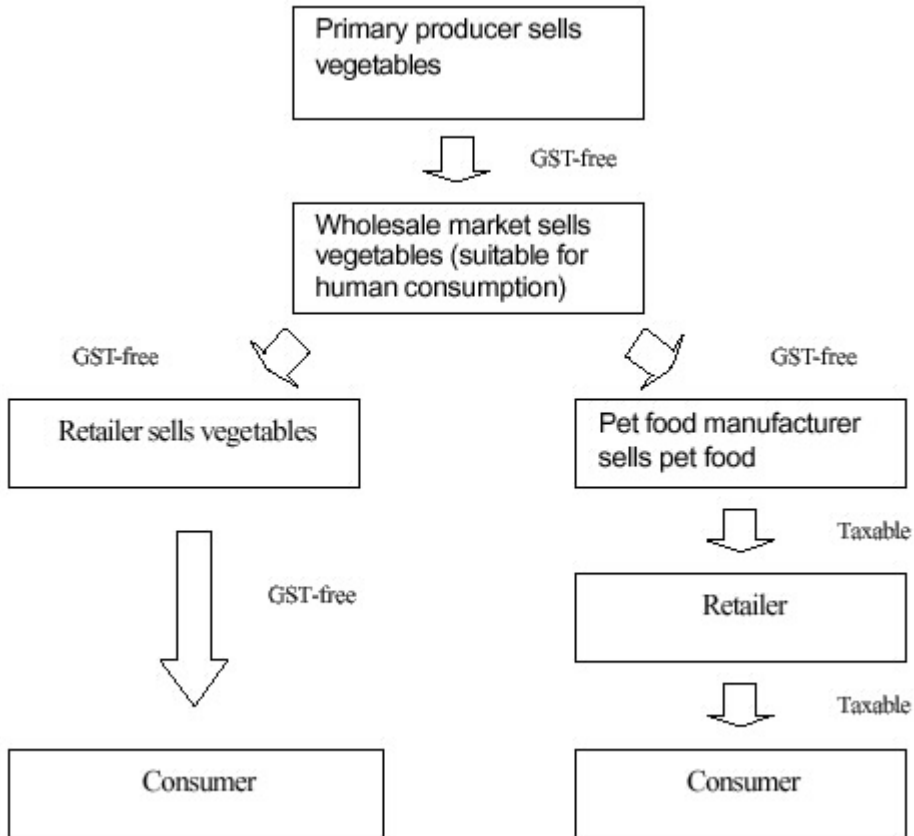 Primary producer sells
vegetables
GST-free
Wholesale market sells
vegetables (suitable for
human consumption)
GST-free
GST-free
Retailer sells vegetables
Pet food manufacturer
sells pet food
Taxable
GST-free
Retailer
Taxable
Consumer
Consumer